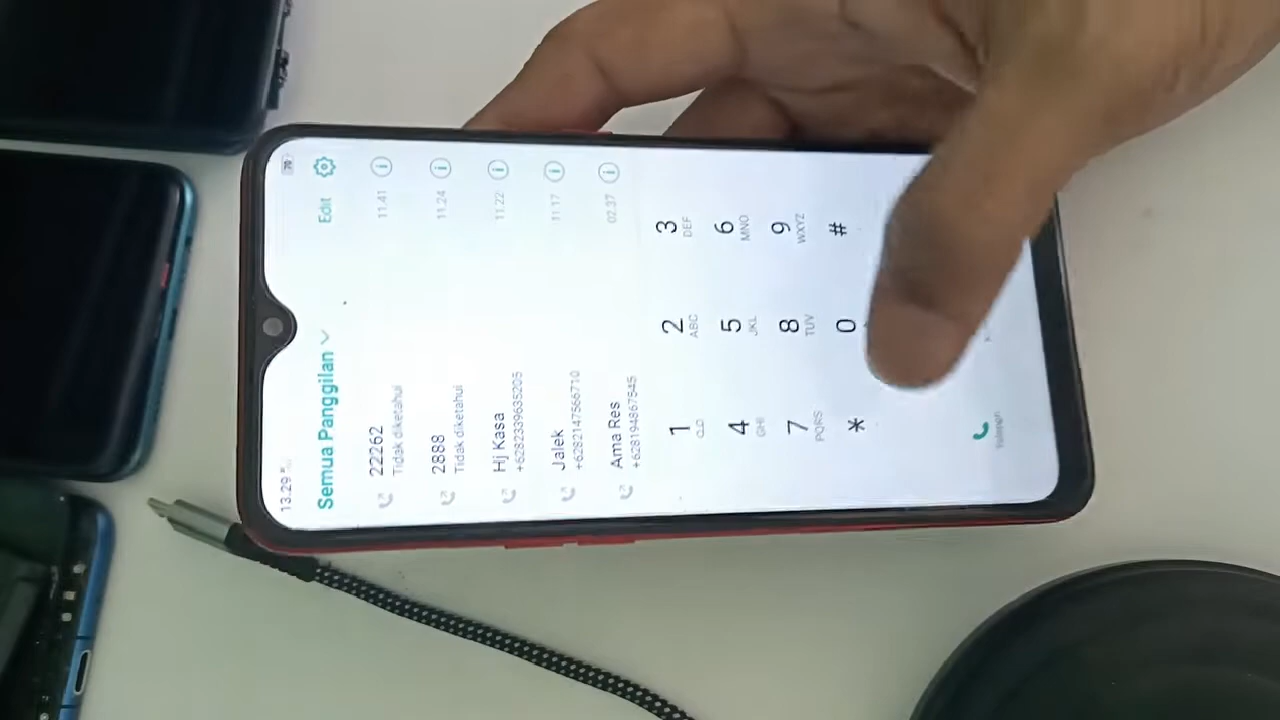 13.29
70
Edit
Semua Panggilan
22262
Tidak diketahui
11.41
2888
Tidak diketahui
11.24
Hj Kasa
+6282339635205
11.22
Jalek
+6282147566710
11.17
Ama Res
+628194867545
02.37
1
2 ABC
3 DEF
4 GHI
5 JKL
6 MNO
7 PQRS
8 TUV
9 WXYZ
*
0
#